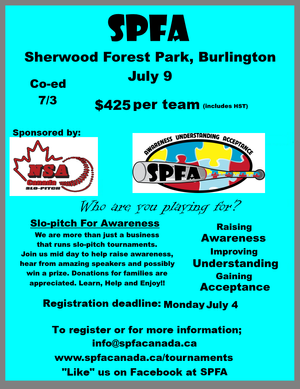 SPFA
Sherwood Forest Park, Burlington
July 9
Co-ed
7/3
$425 per team (includes HST)
Sponsored by:
NSA
Canada
SLO-PITCH
AWARENESS UNDERSTANDING ACCEPTANCE
SPFA
Who are you playing for?
Slo-pitch For Awareness
We are more than just a business
that runs slo-pitch tournaments.
Join us mid day to help raise awareness,
hear from amazing speakers and possibly
win a prize. Donations for families are
appreciated. Learn, Help and Enjoy!!
Raising
Awareness
Improving
Understanding
Gaining
Acceptance
Registration deadline: Monday July 4
To register or for more information;
info@spfacanada.ca
www.spfacanada.ca/tournaments
"Like" us on Facebook at SPFA